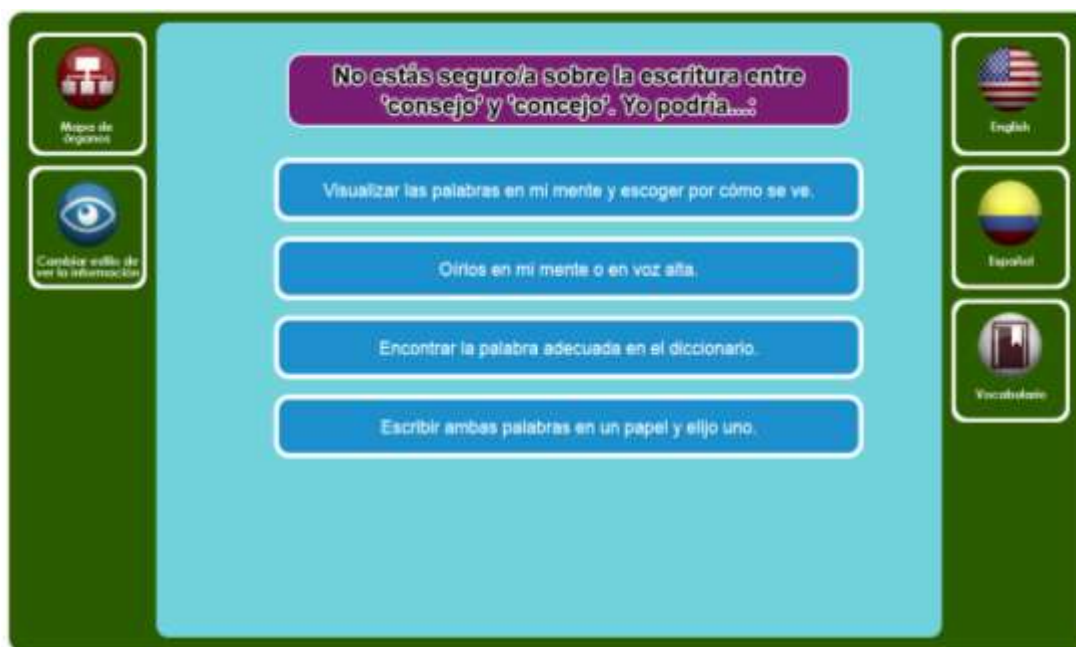 Mapa de
órganos
Cambiar estilo de
ver la información
No estás seguro/a sobre la escritura entre
'consejo' y 'concejo'. Yo podría...:
Visualizar las palabras en mi mente y escoger por cómo se ve.
Oírlos en mi mente o en voz alta.
Encontrar la palabra adecuada en el diccionario.
Escribir ambas palabras en un papel y elijo uno.
English
Español
Vocabulario